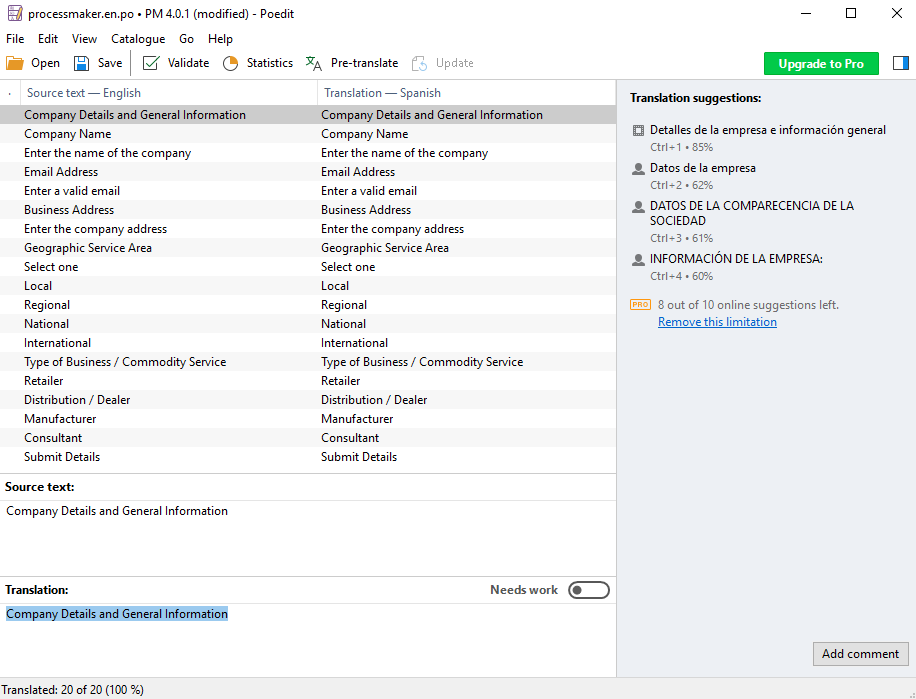 processmaker.en.po • PM 4.0.1 (modified) - Poedit
File Edit View Catalogue Go Help
Open Save Validate Statistics Pre-translate Update Upgrade to Pro
Source text — English Translation — Spanish
Company Details and General Information Company Details and General Information
Company Name Company Name
Enter the name of the company Enter the name of the company
Email Address Email Address
Enter a valid email Enter a valid email
Business Address Business Address
Enter the company address Enter the company address
Geographic Service Area Geographic Service Area
Select one Select one
Local Local
Regional Regional
National National
International International
Type of Business / Commodity Service Type of Business / Commodity Service
Retailer Retailer
Distribution / Dealer Distribution / Dealer
Manufacturer Manufacturer
Consultant Consultant
Submit Details Submit Details
Source text:
Company Details and General Information
Translation: Needs work
Company Details and General Information
Translation suggestions:
Detalles de la empresa e información general
Ctrl+1 • 85%
Datos de la empresa
Ctrl+2 • 62%
DATOS DE LA COMPARECENCIA DE LA
SOCIEDAD
Ctrl+3 • 61%
INFORMACIÓN DE LA EMPRESA:
Ctrl+4 • 60%
PRO 8 out of 10 online suggestions left.
Remove this limitation
Add comment
Translated: 20 of 20 (100 %)